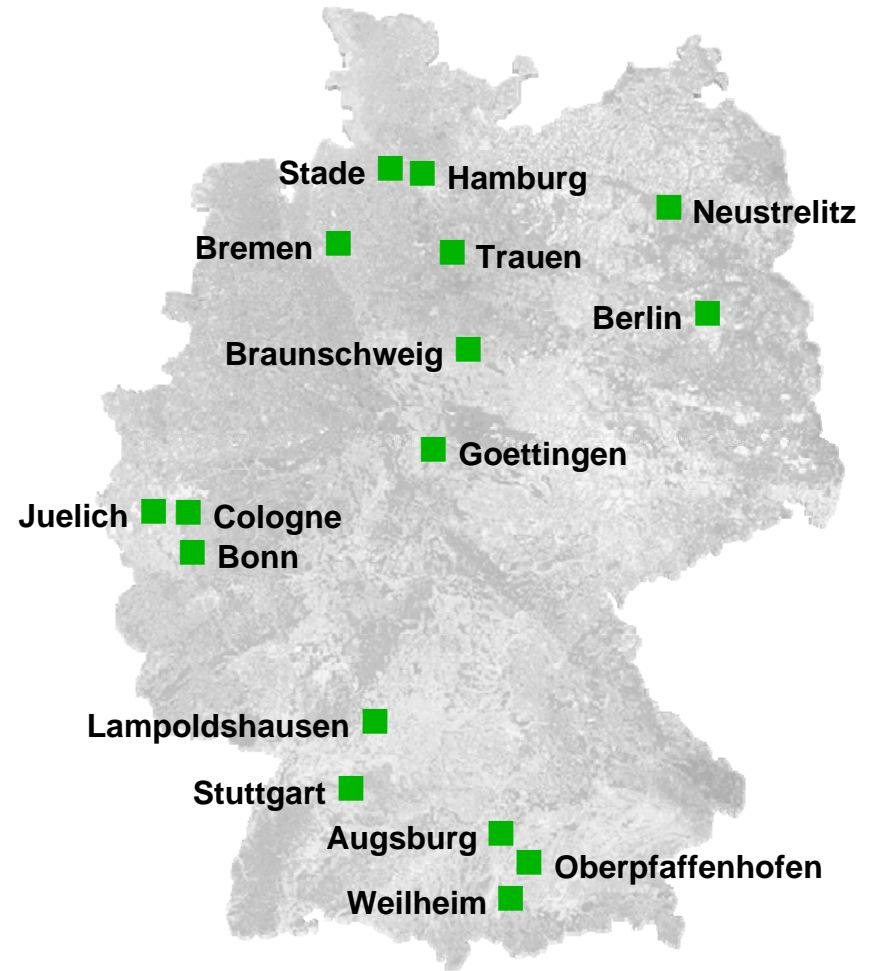 Stade
Hamburg
Neustrelitz
Bremen
Trauen
Berlin
Braunschweig
Goettingen
Juelich
Cologne
Bonn
Lampoldshausen
Stuttgart
Augsburg
Oberpfaffenhofen
Weilheim